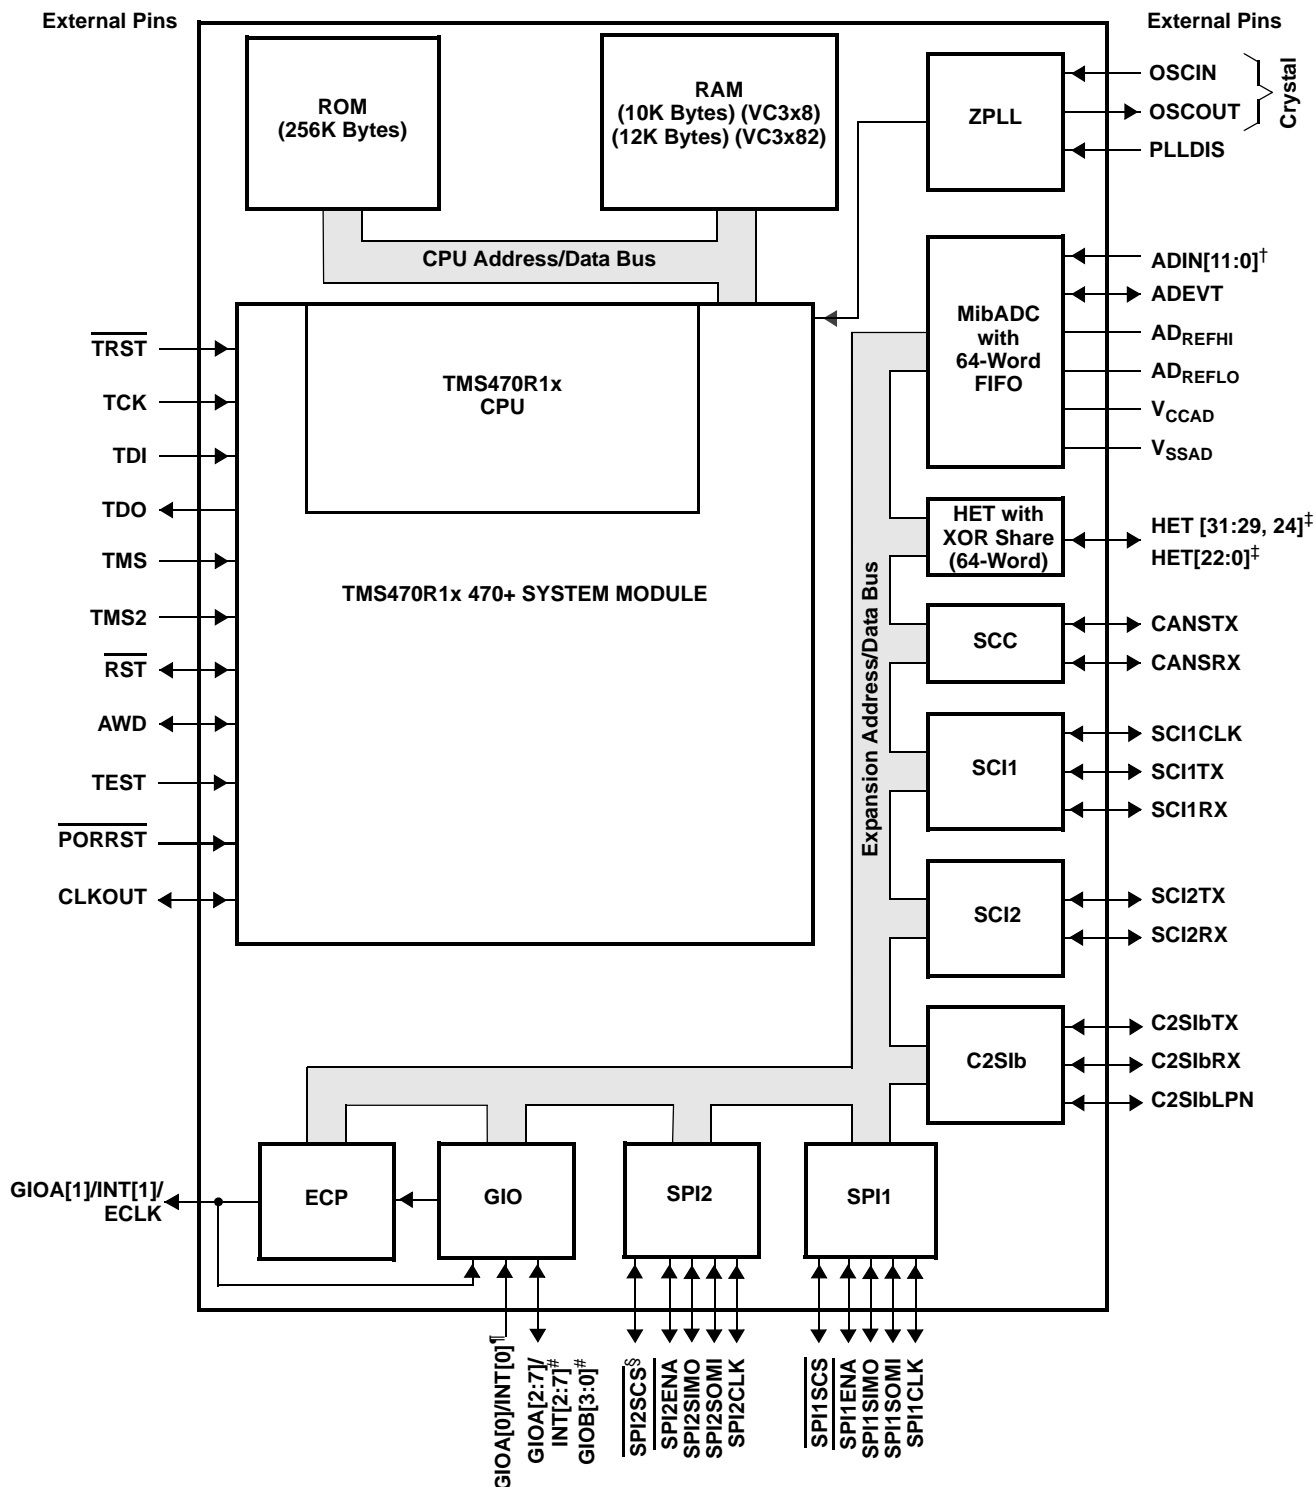 External Pins
External Pins
ROM
(256K Bytes)
RAM
(10K Bytes) (VC3x8)
(12K Bytes) (VC3x82)
ZPLL
OSCIN
OSCOUT
PLLDIS
Crystal
CPU Address/Data Bus
MibADC
with
64-Word
FIFO
ADIN[11:0]†
ADEVT
ADREFHI
ADREFLO
VCCAD
VSSAD
TRST
TCK
TDI
TDO
TMS
TMS2
RST
AWD
TEST
PORRST
CLKOUT
TMS470R1x
CPU
TMS470R1x 470+ SYSTEM MODULE
Expansion Address/Data Bus
HET with
XOR Share
(64-Word)
HET [31:29, 24]‡
HET[22:0]‡
SCC
CANSTX
CANSRX
SCI1
SCI1CLK
SCI1TX
SCI1RX
SCI2
SCI2TX
SCI2RX
C2SIb
C2SIbTX
C2SIbRX
C2SIbLPN
GIOA[1]/INT[1]/
ECLK
ECP
GIO
SPI2
SPI1
GIOA[0]/INT[0]¶
GIOA[2:7]/
INT[2:7]#
GIOB[3:0]#
SPI2SCS§
SPI2ENA
SPI2SIMO
SPI2SOMI
SPI2CLK
SPI1SCS
SPI1ENA
SPI1SIMO
SPI1SOMI
SPI1CLK